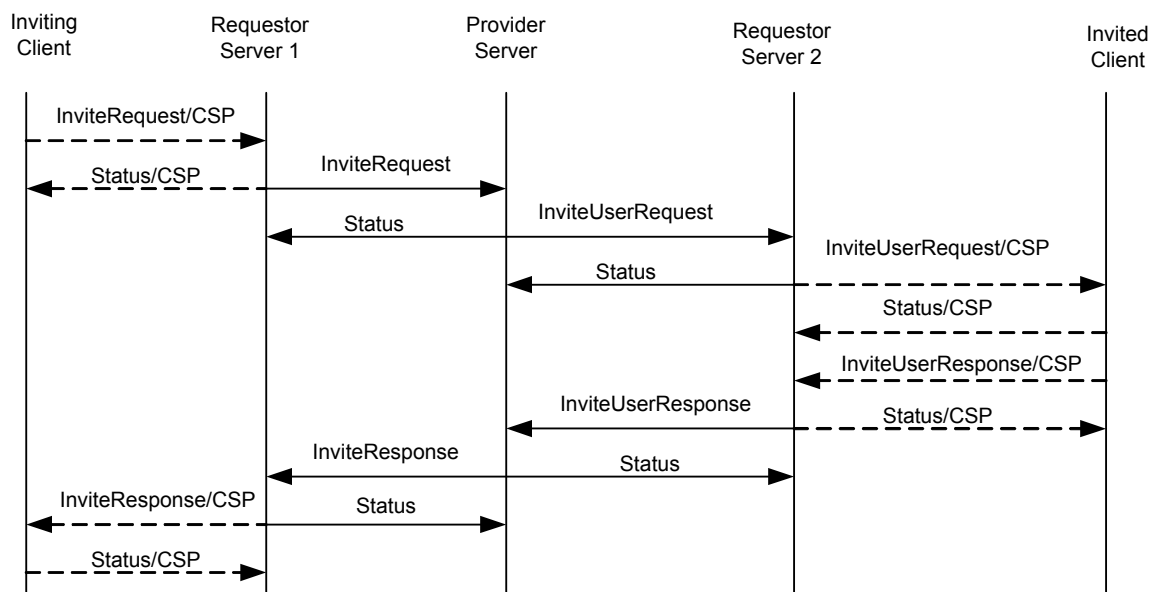 Inviting
Client
Requestor
Server 1
Provider
Server
Requestor
Server 2
Invited
Client
InviteRequest/CSP
Status/CSP
InviteRequest
Status
InviteUserRequest
Status
InviteUserRequest/CSP
Status/CSP
InviteUserResponse/CSP
InviteUserResponse
Status/CSP
InviteResponse
Status
InviteResponse/CSP
Status
Status/CSP